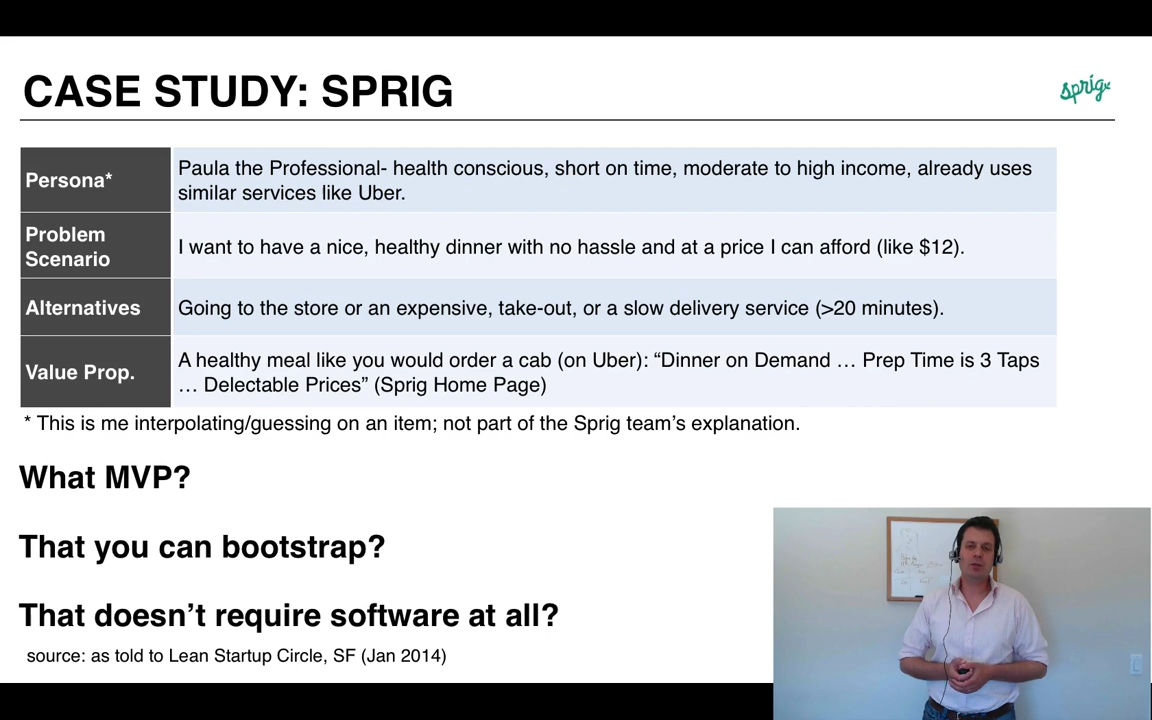 CASE STUDY: SPRIG
sprig
Persona*
Paula the Professional- health conscious, short on time, moderate to high income, already uses
similar services like Uber.
Problem
Scenario
I want to have a nice, healthy dinner with no hassle and at a price I can afford (like $12).
Alternatives
Going to the store or an expensive, take-out, or a slow delivery service (>20 minutes).
Value Prop.
A healthy meal like you would order a cab (on Uber): “Dinner on Demand … Prep Time is 3 Taps
… Delectable Prices” (Sprig Home Page)
* This is me interpolating/guessing on an item; not part of the Sprig team’s explanation.
What MVP?
That you can bootstrap?
That doesn’t require software at all?
source: as told to Lean Startup Circle, SF (Jan 2014)